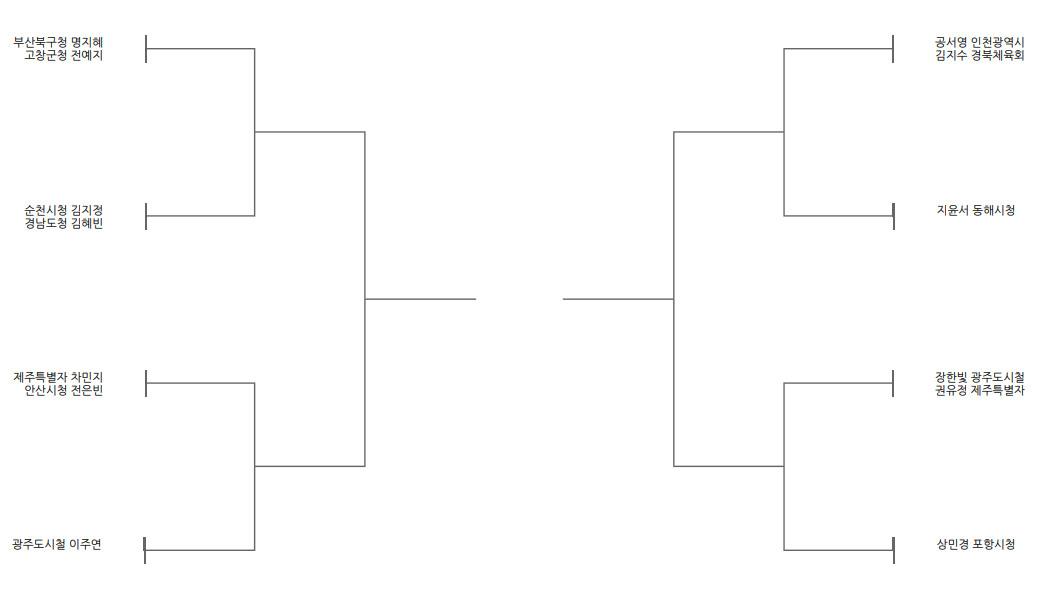 부산북구청 명지혜
고창군청 전예지
순천시청 김지정
경남도청 김혜빈
제주특별자 차민지
안산시청 전은빈
광주도시철 이주연
공서영 인천광역시
김지수 경북체육회
지윤서 동해시청
장한빛 광주도시철
권유정 제주특별자
상민경 포항시청